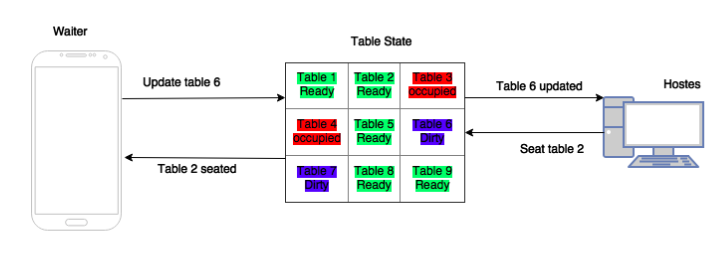 Waiter
Table State
Hostes
Update table 6
Table 1
Ready
Table 2
Ready
Table 3
occupied
Table 6 updated
Table 4
occupied
Table 5
Ready
Table 6
Dirty
Seat table 2
Table 2 seated
Table 7
Dirty
Table 8
Ready
Table 9
Ready